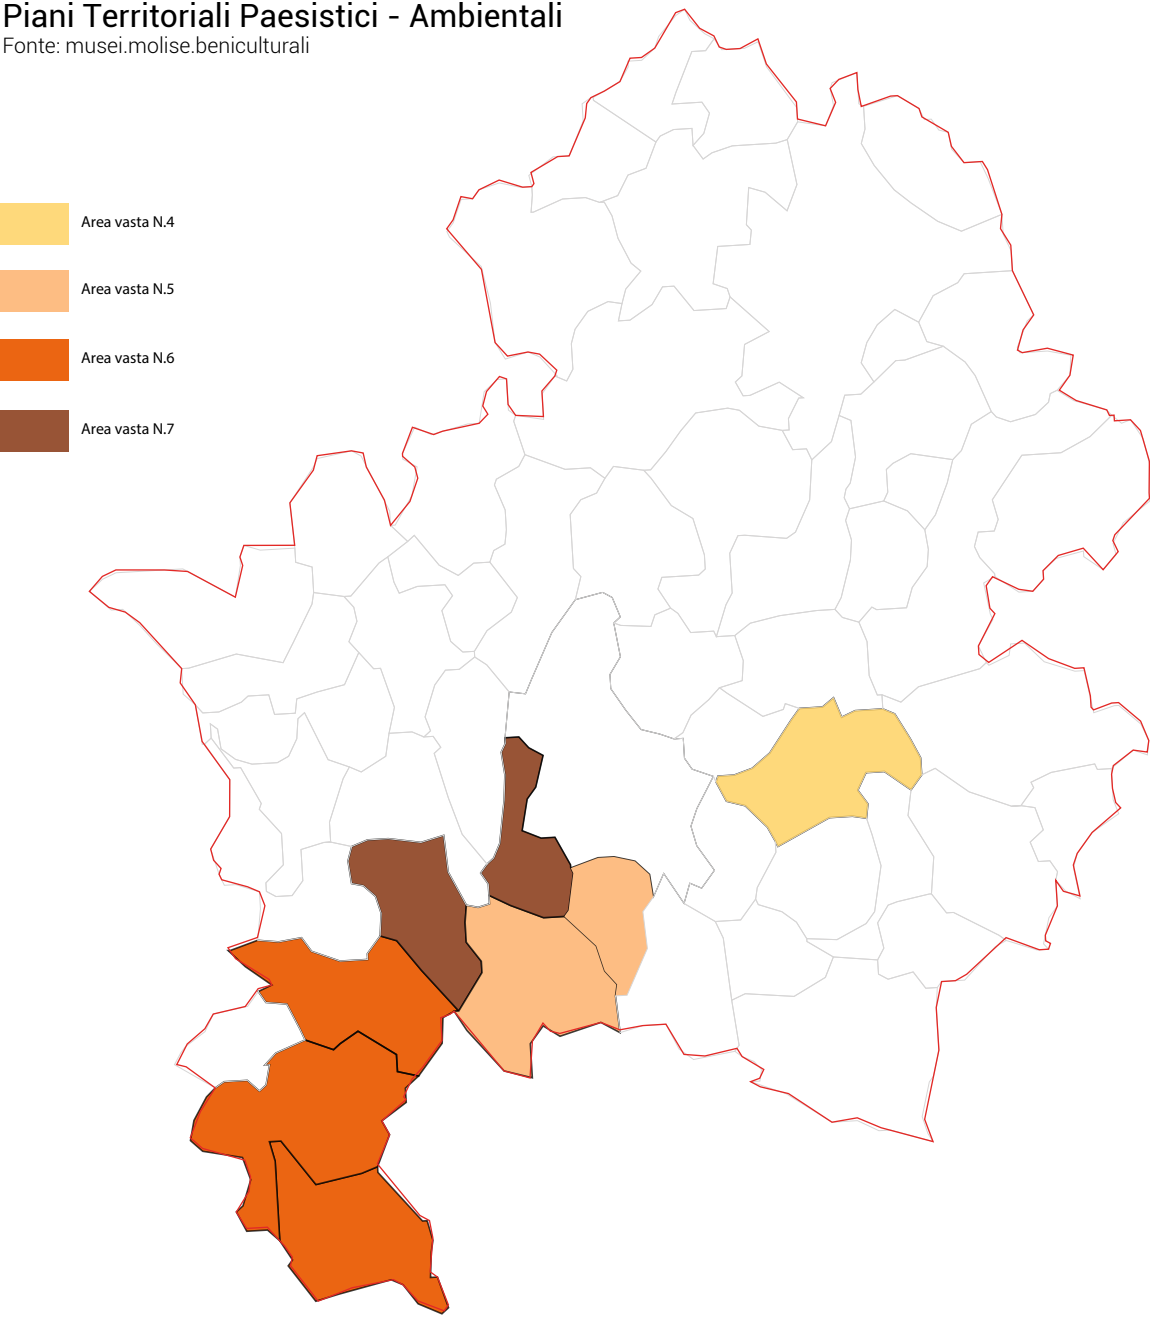 Piani Territoriali Paesistici - Ambientali
Fonte: musei.molise.beniculturali
Area vasta N.4
Area vasta N.5
Area vasta N.6
Area vasta N.7